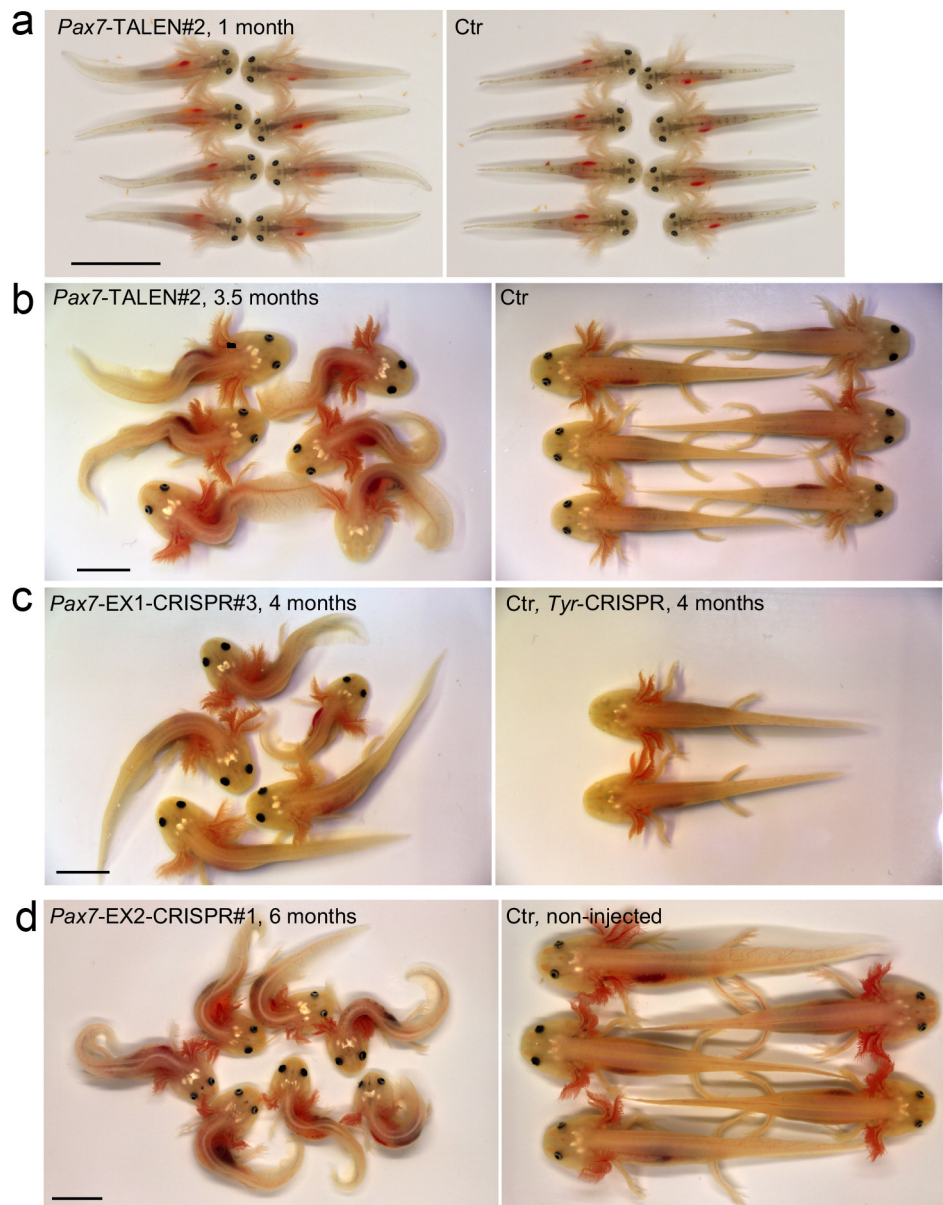 a
Pax7-TALEN#2, 1 month
Ctr
b
Pax7-TALEN#2, 3.5 months
Ctr
c
Pax7-EX1-CRISPR#3, 4 months
Ctr, Tyr-CRISPR, 4 months
d
Pax7-EX2-CRISPR#1, 6 months
Ctr, non-injected